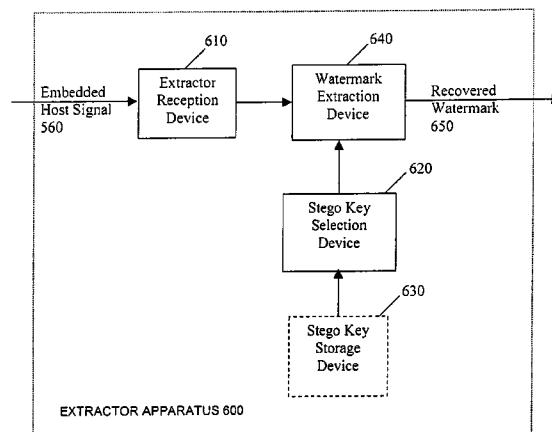 610
640
Embedded
Host Signal
560
Extractor
Reception
Device
Watermark
Extraction
Device
Recovered
Watermark
650
620
Stego Key
Selection
Device
630
Stego Key
Storage
Device
EXTRACTOR APPARATUS 600